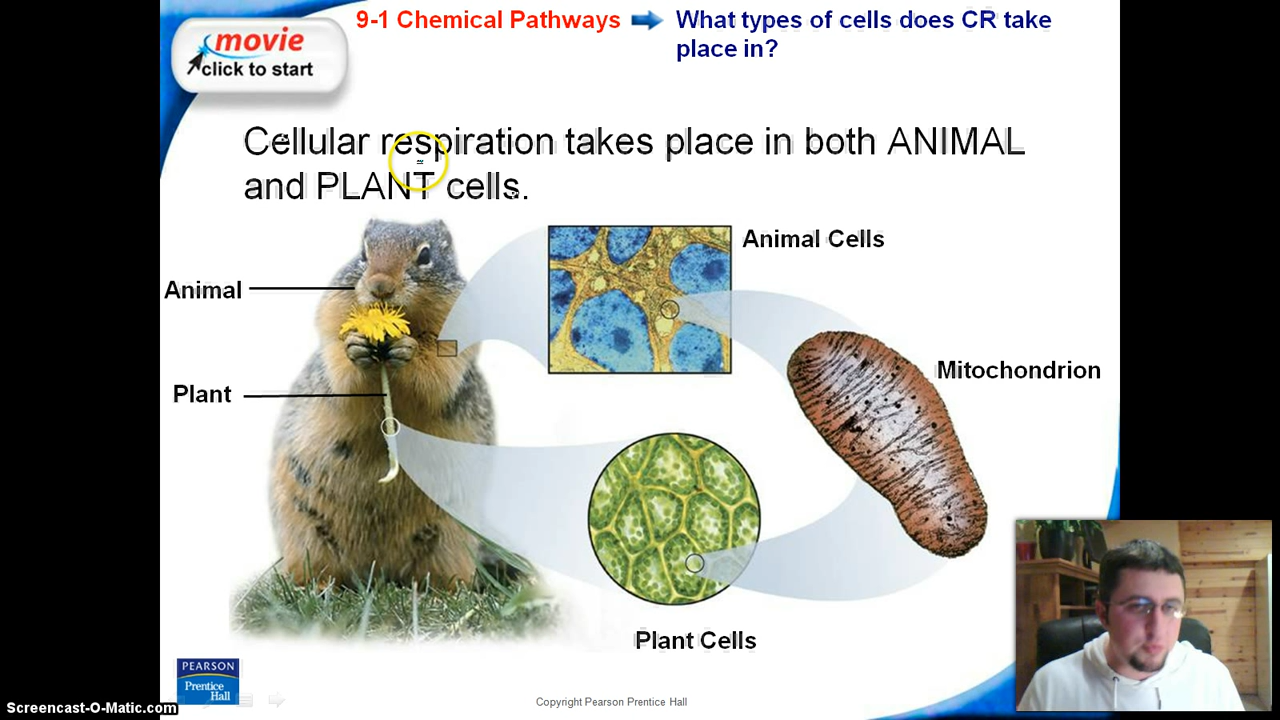 movie
click to start
9-1 Chemical Pathways
What types of cells does CR take
place in?
Cellular respiration takes place in both ANIMAL
and PLANT cells.
Animal Cells
Animal
Mitochondrion
Plant
Plant Cells
PEARSON
Prentice
Hall
Copyright Pearson Prentice Hall
Screencast-O-Matic.com